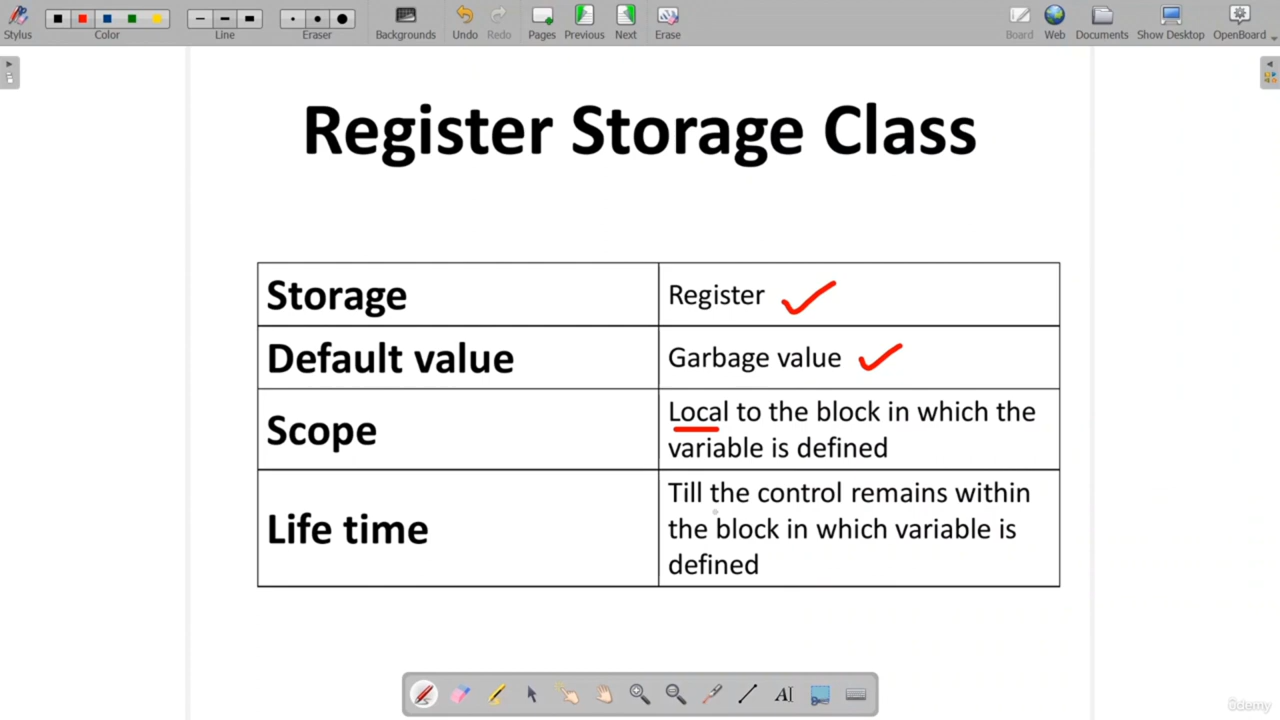 Stylus
Color
Line
Eraser
Backgrounds
Undo
Redo
Pages
Previous
Next
Erase
Board
Web
Documents
Show Desktop
OpenBoard
Register Storage Class
Storage
Register
Default value
Garbage value
Scope
Local to the block in which the
variable is defined
Life time
Till the control remains within
the block in which variable is
defined
AI
ûdemy